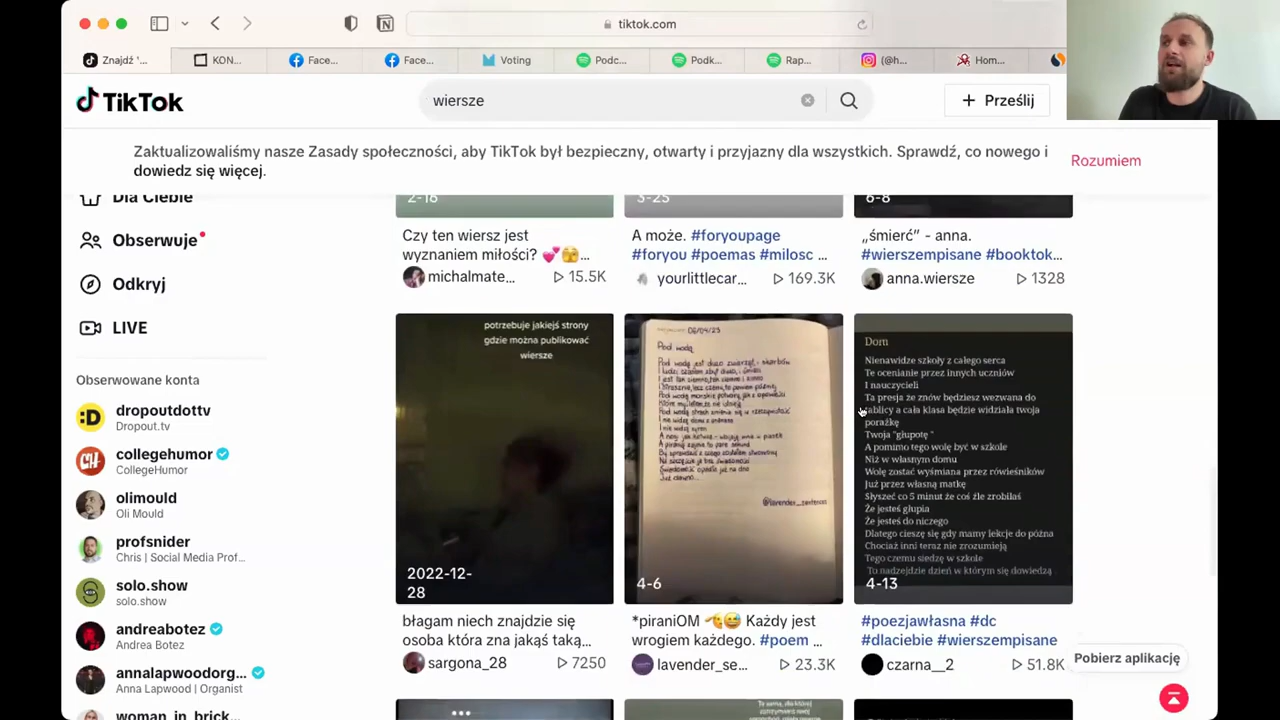 tiktok.com
Znajdź '...
KON...
Face...
Face...
Voting
Podc...
Podk...
Rap...
(@h...
Hom...
TikTok
wiersze
Prześlij
Zaktualizowaliśmy nasze Zasady społeczności, aby TikTok był bezpieczny, otwarty i przyjazny dla wszystkich. Sprawdź, co nowego i
dowiedz się więcej.
Rozumiem
Dla Ciebie
Obserwuje
Odkryj
LIVE
Obserwowane konta
dropoutdottv
Dropout.tv
collegehumor
CollegeHumor
olimould
Oli Mould
profsnider
Chris | Social Media Prof...
solo.show
solo.show
andreabotez
Andrea Botez
annalapwoodorg...
Anna Lapwood | Organist
woman_in_brick...
2-16
Czy ten wiersz jest
wyznaniem miłości? 💕🫣...
michalmate...
15.5K
3-25
A może. #foryoupage
#foryou #poemas #milosc ...
yourlittlecar...
169.3K
6-8
„śmierć” - anna.
#wierszempisane #booktok...
anna.wiersze
1328
potrzebuje jakiejś strony
gdzie można publikować
wiersze
2022-12-
28
błagam niech znajdzie się
osoba która zna jakąś taką...
sargona_28
7250
06/04/23
Pod wodą
@lavender_sentences
4-6
*piraniOM 🤏😅 Każdy jest
wrogiem każdego. #poem ...
lavender_se...
23.3K
Dom
Nienawidze szkoły z całego serca
Te ocenianie przez innych uczniów
I nauczycieli
Ta presja że znów będziesz wezwana do
tablicy a cała klasa będzie widziała twoja
porażkę
Twoja "głupotę "
A pomimo tego wolę być w szkole
Niż w własnym domu
Wolę zostać wyśmiana przez rówieśników
Już przez własną matkę
Słyszeć co 5 minut że coś źle zrobiłaś
Że jesteś głupia
Że jesteś do niczego
Dlatego cieszę się gdy mamy lekcje do późna
Chociaż inni teraz nie zrozumieją
Tego czemu siedzę w szkole
To nadzejdzie dzień w którym się dowiedzą
4-13
#poezjawłasna #dc
#dlaciebie #wierszempisane
czarna__2
51.8K
Pobierz aplikację